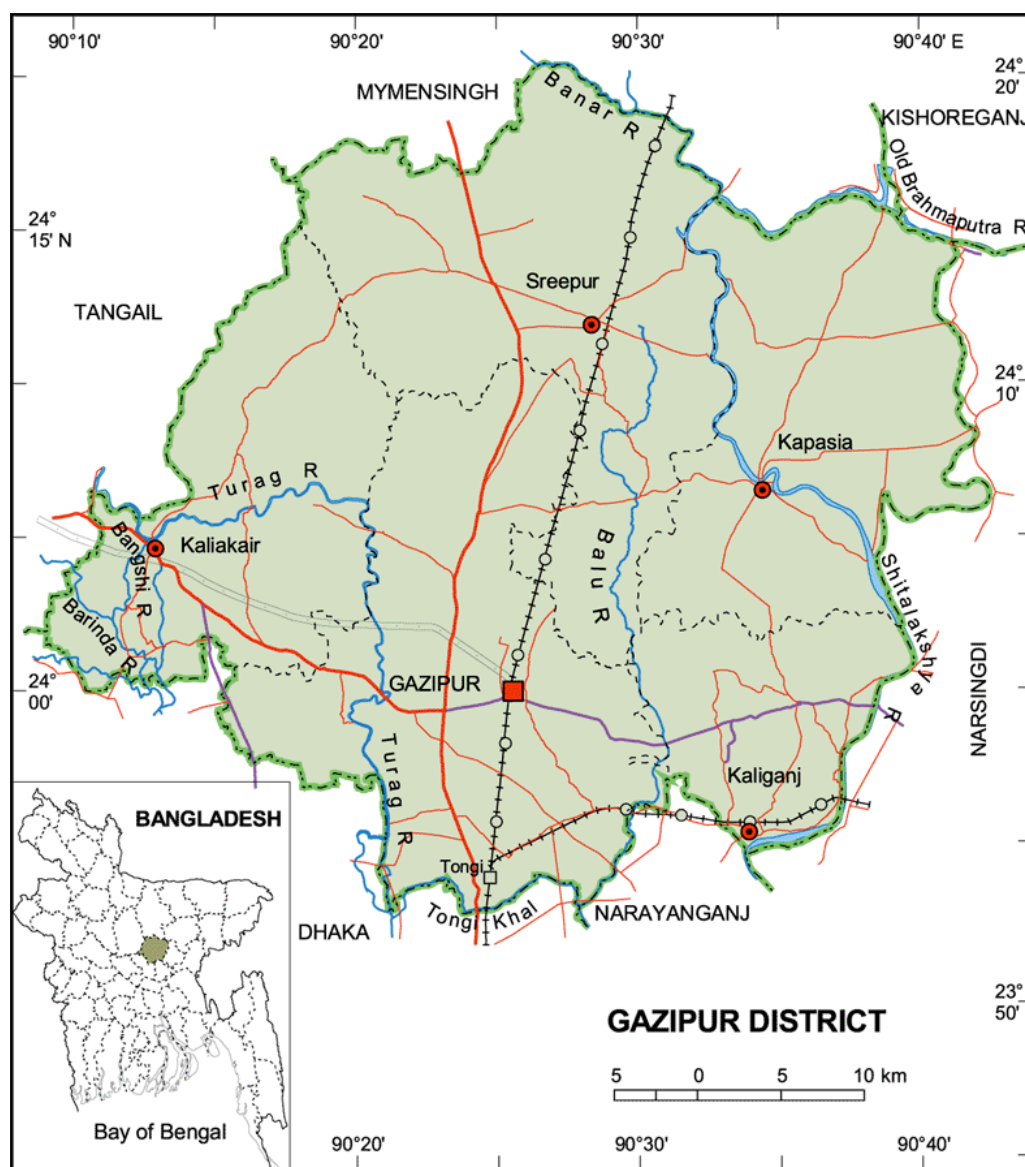 90°10'
90°20'
90°30'
90°40' E
24°
20'
MYMENSINGH
Banar R
KISHOREGANJ
Old Brahmaputra R
24°
15' N
Sreepur
TANGAIL
24°
10'
Kapasia
Turag R
Kaliakair
Bangshi R
Balu R
Barinda R
Shitalakshya R
24°
00'
GAZIPUR
NARSINGDI
Turag R
Kaliganj
BANGLADESH
Tongi
Tongi Khal
DHAKA
NARAYANGANJ
23°
50'
GAZIPUR DISTRICT
5 0 5 10 km
Bay of Bengal
90°20'
90°30'
90°40'